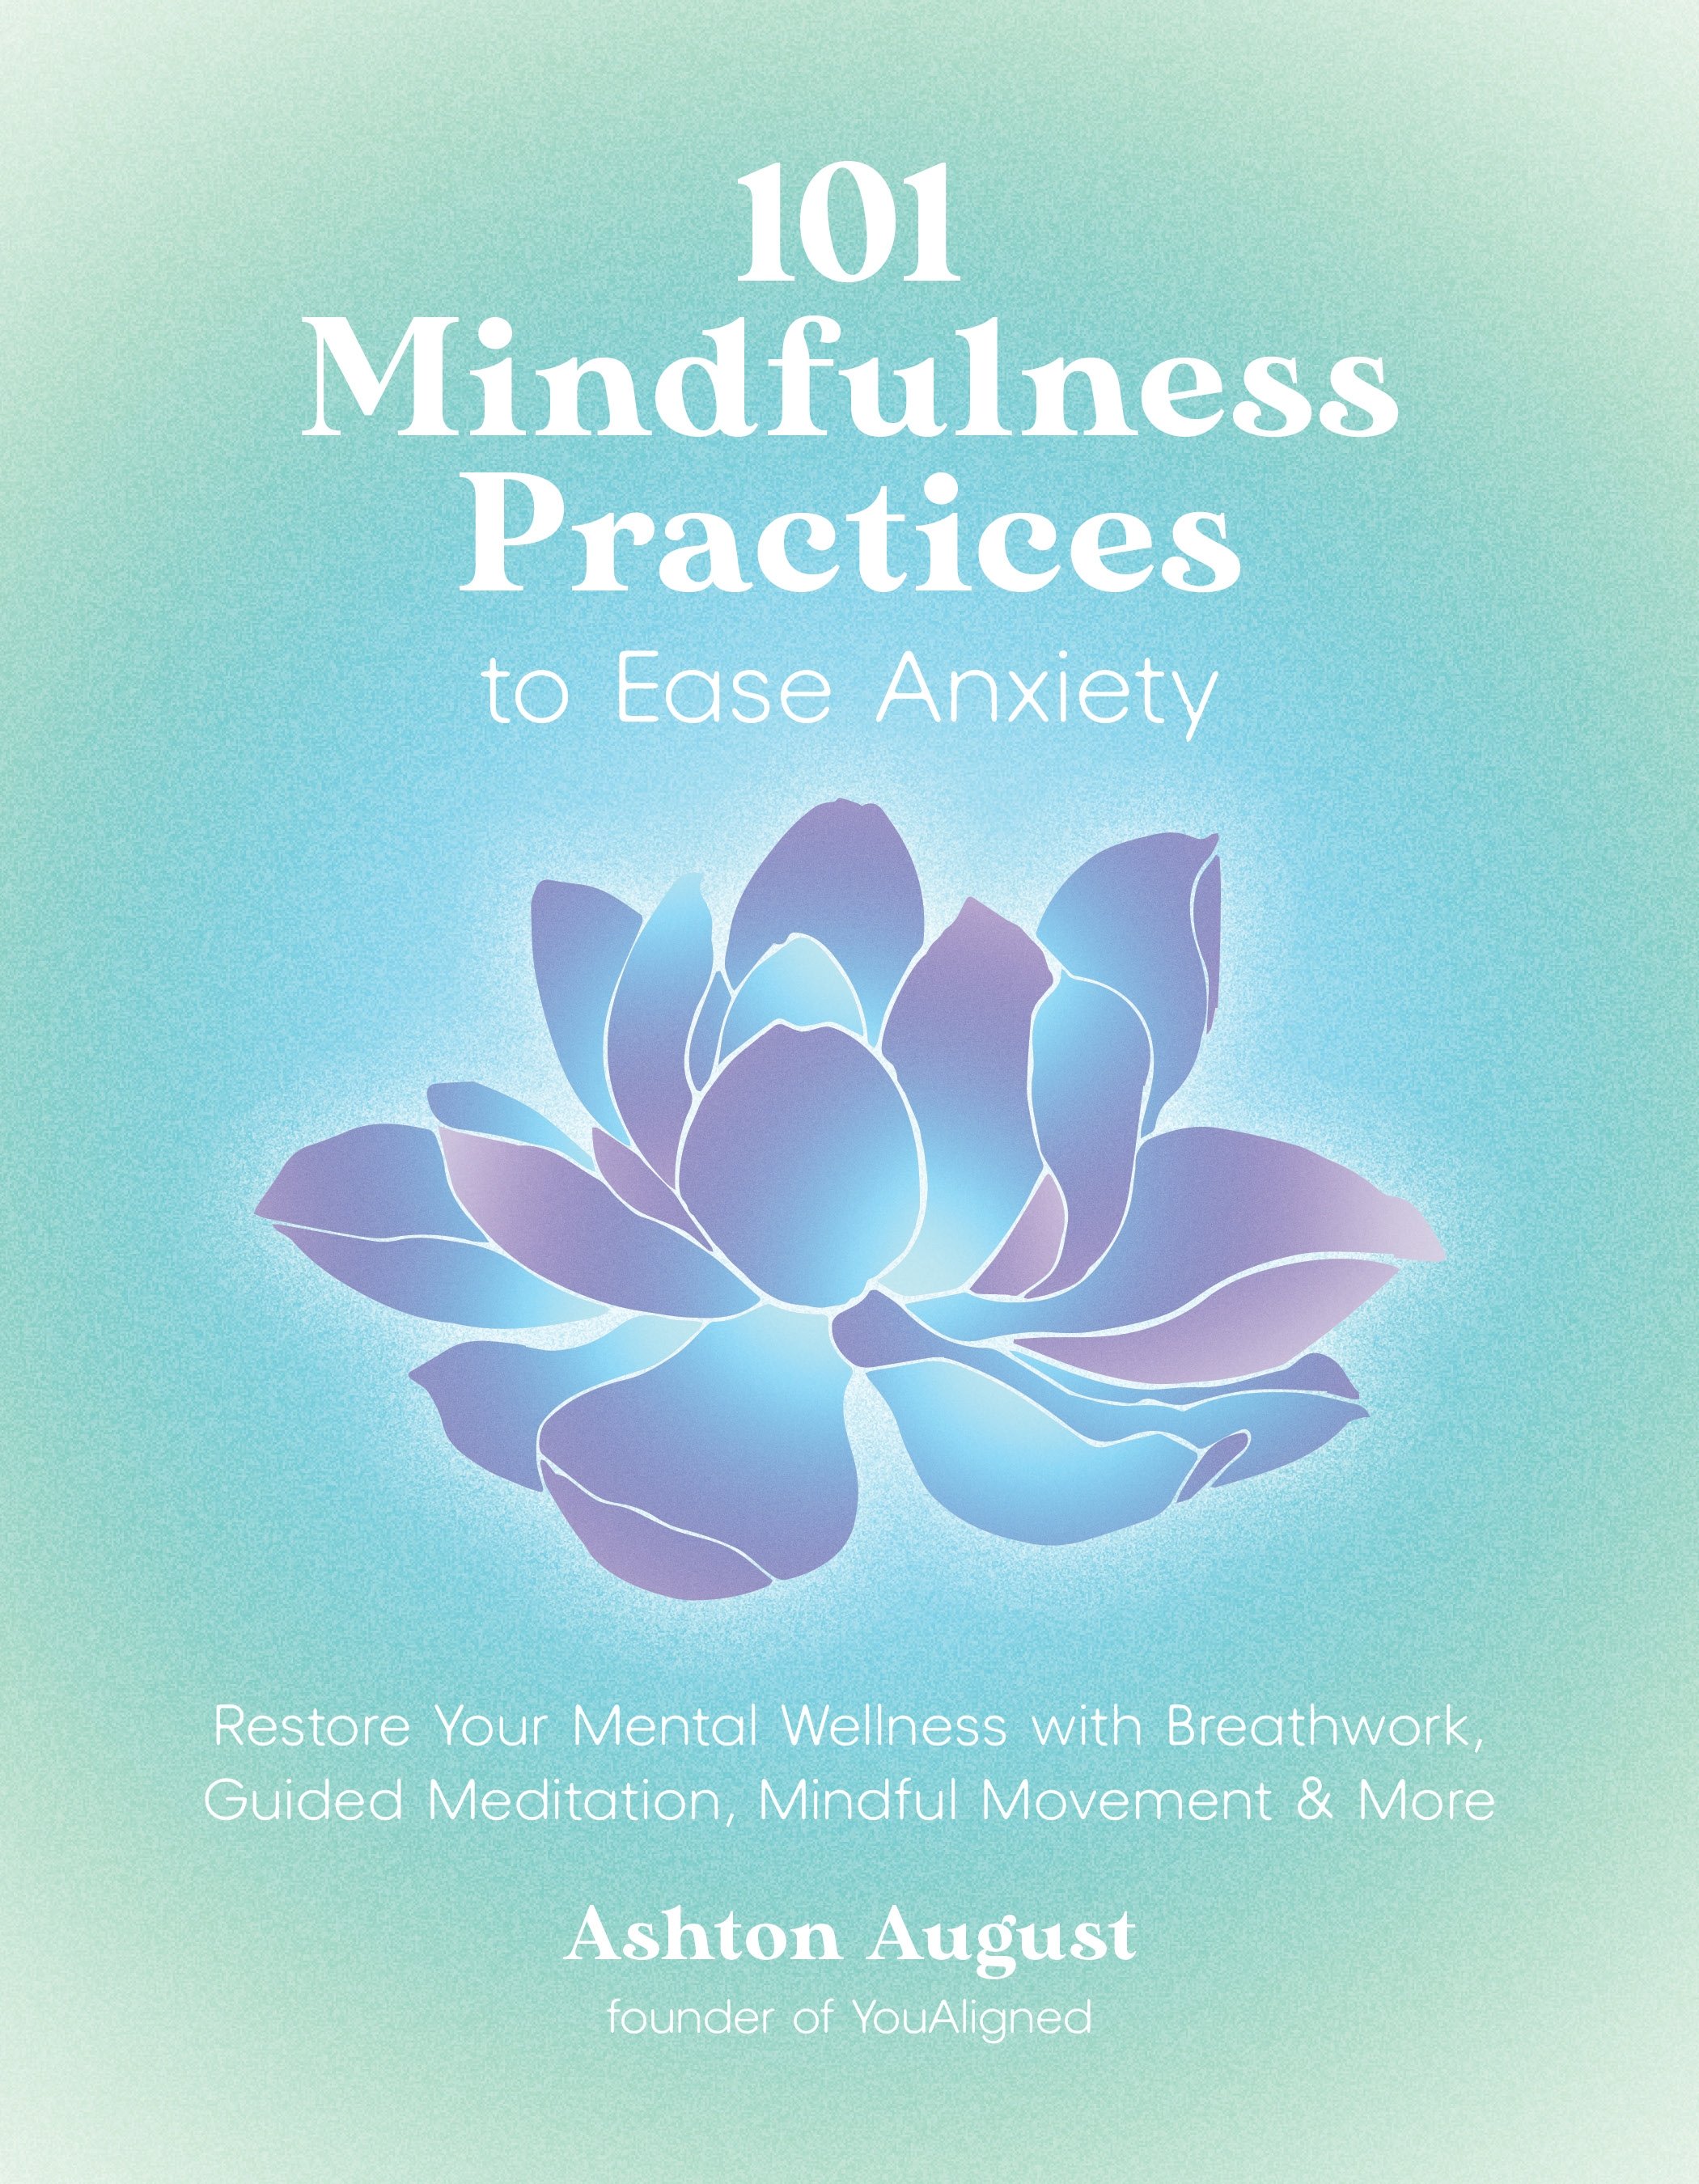 101
Mindfulness
Practices
to Ease Anxiety
Restore Your Mental Wellness with Breathwork,
Guided Meditation, Mindful Movement & More
Ashton August
founder of YouAligned